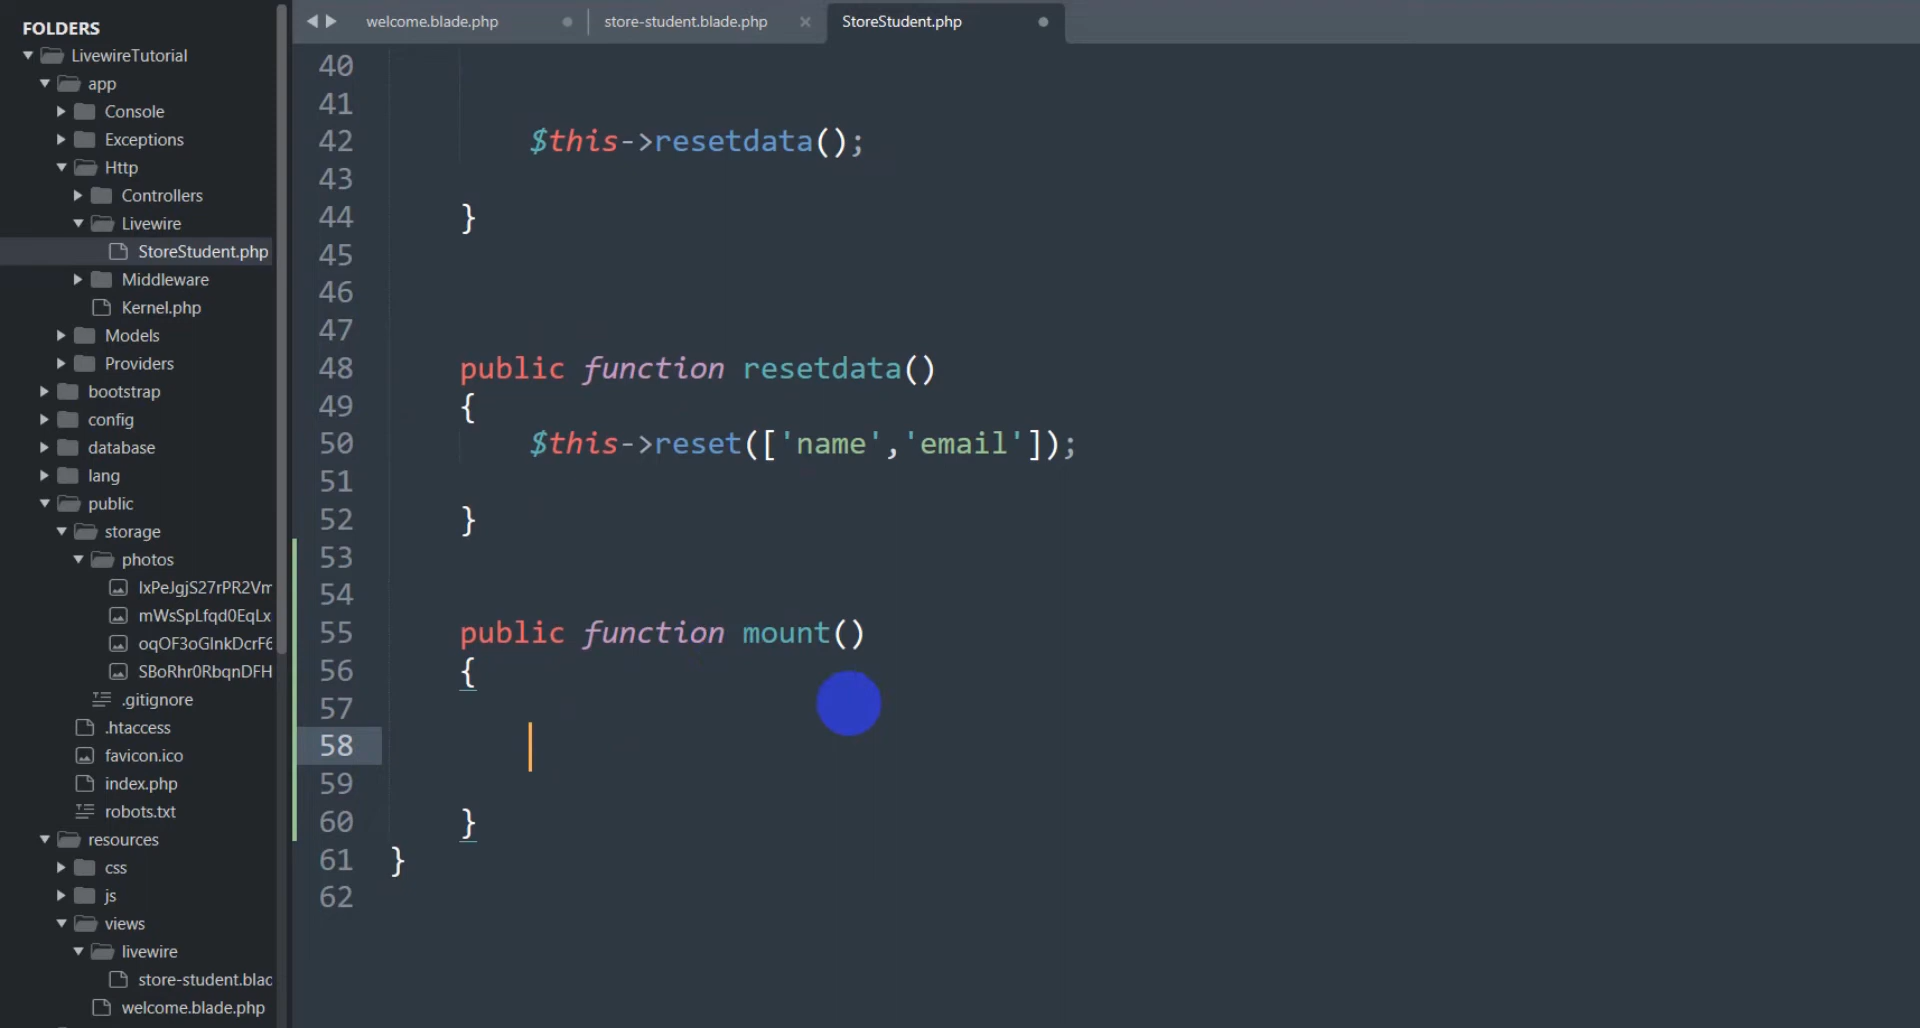 FOLDERS
LivewireTutorial
app
Console
Exceptions
Http
Controllers
Livewire
StoreStudent.php
Middleware
Kernel.php
Models
Providers
bootstrap
config
database
lang
public
storage
photos
mWsSpLfqd0EqLx
SBoRhr0RbqnDFH
.gitignore
.htaccess
favicon.ico
index.php
robots.txt
resources
css
js
views
livewire
store-student.blad
welcome.blade.php
welcome.blade.php store-student.blade.php StoreStudent.php
40
41
42 $this->resetdata();
43
44 }
45
46
47
48 public function resetdata()
49 {
50 $this->reset(['name','email']);
51
52 }
53
54
55 public function mount()
56 {
57
58
59
60 }
61 }
62